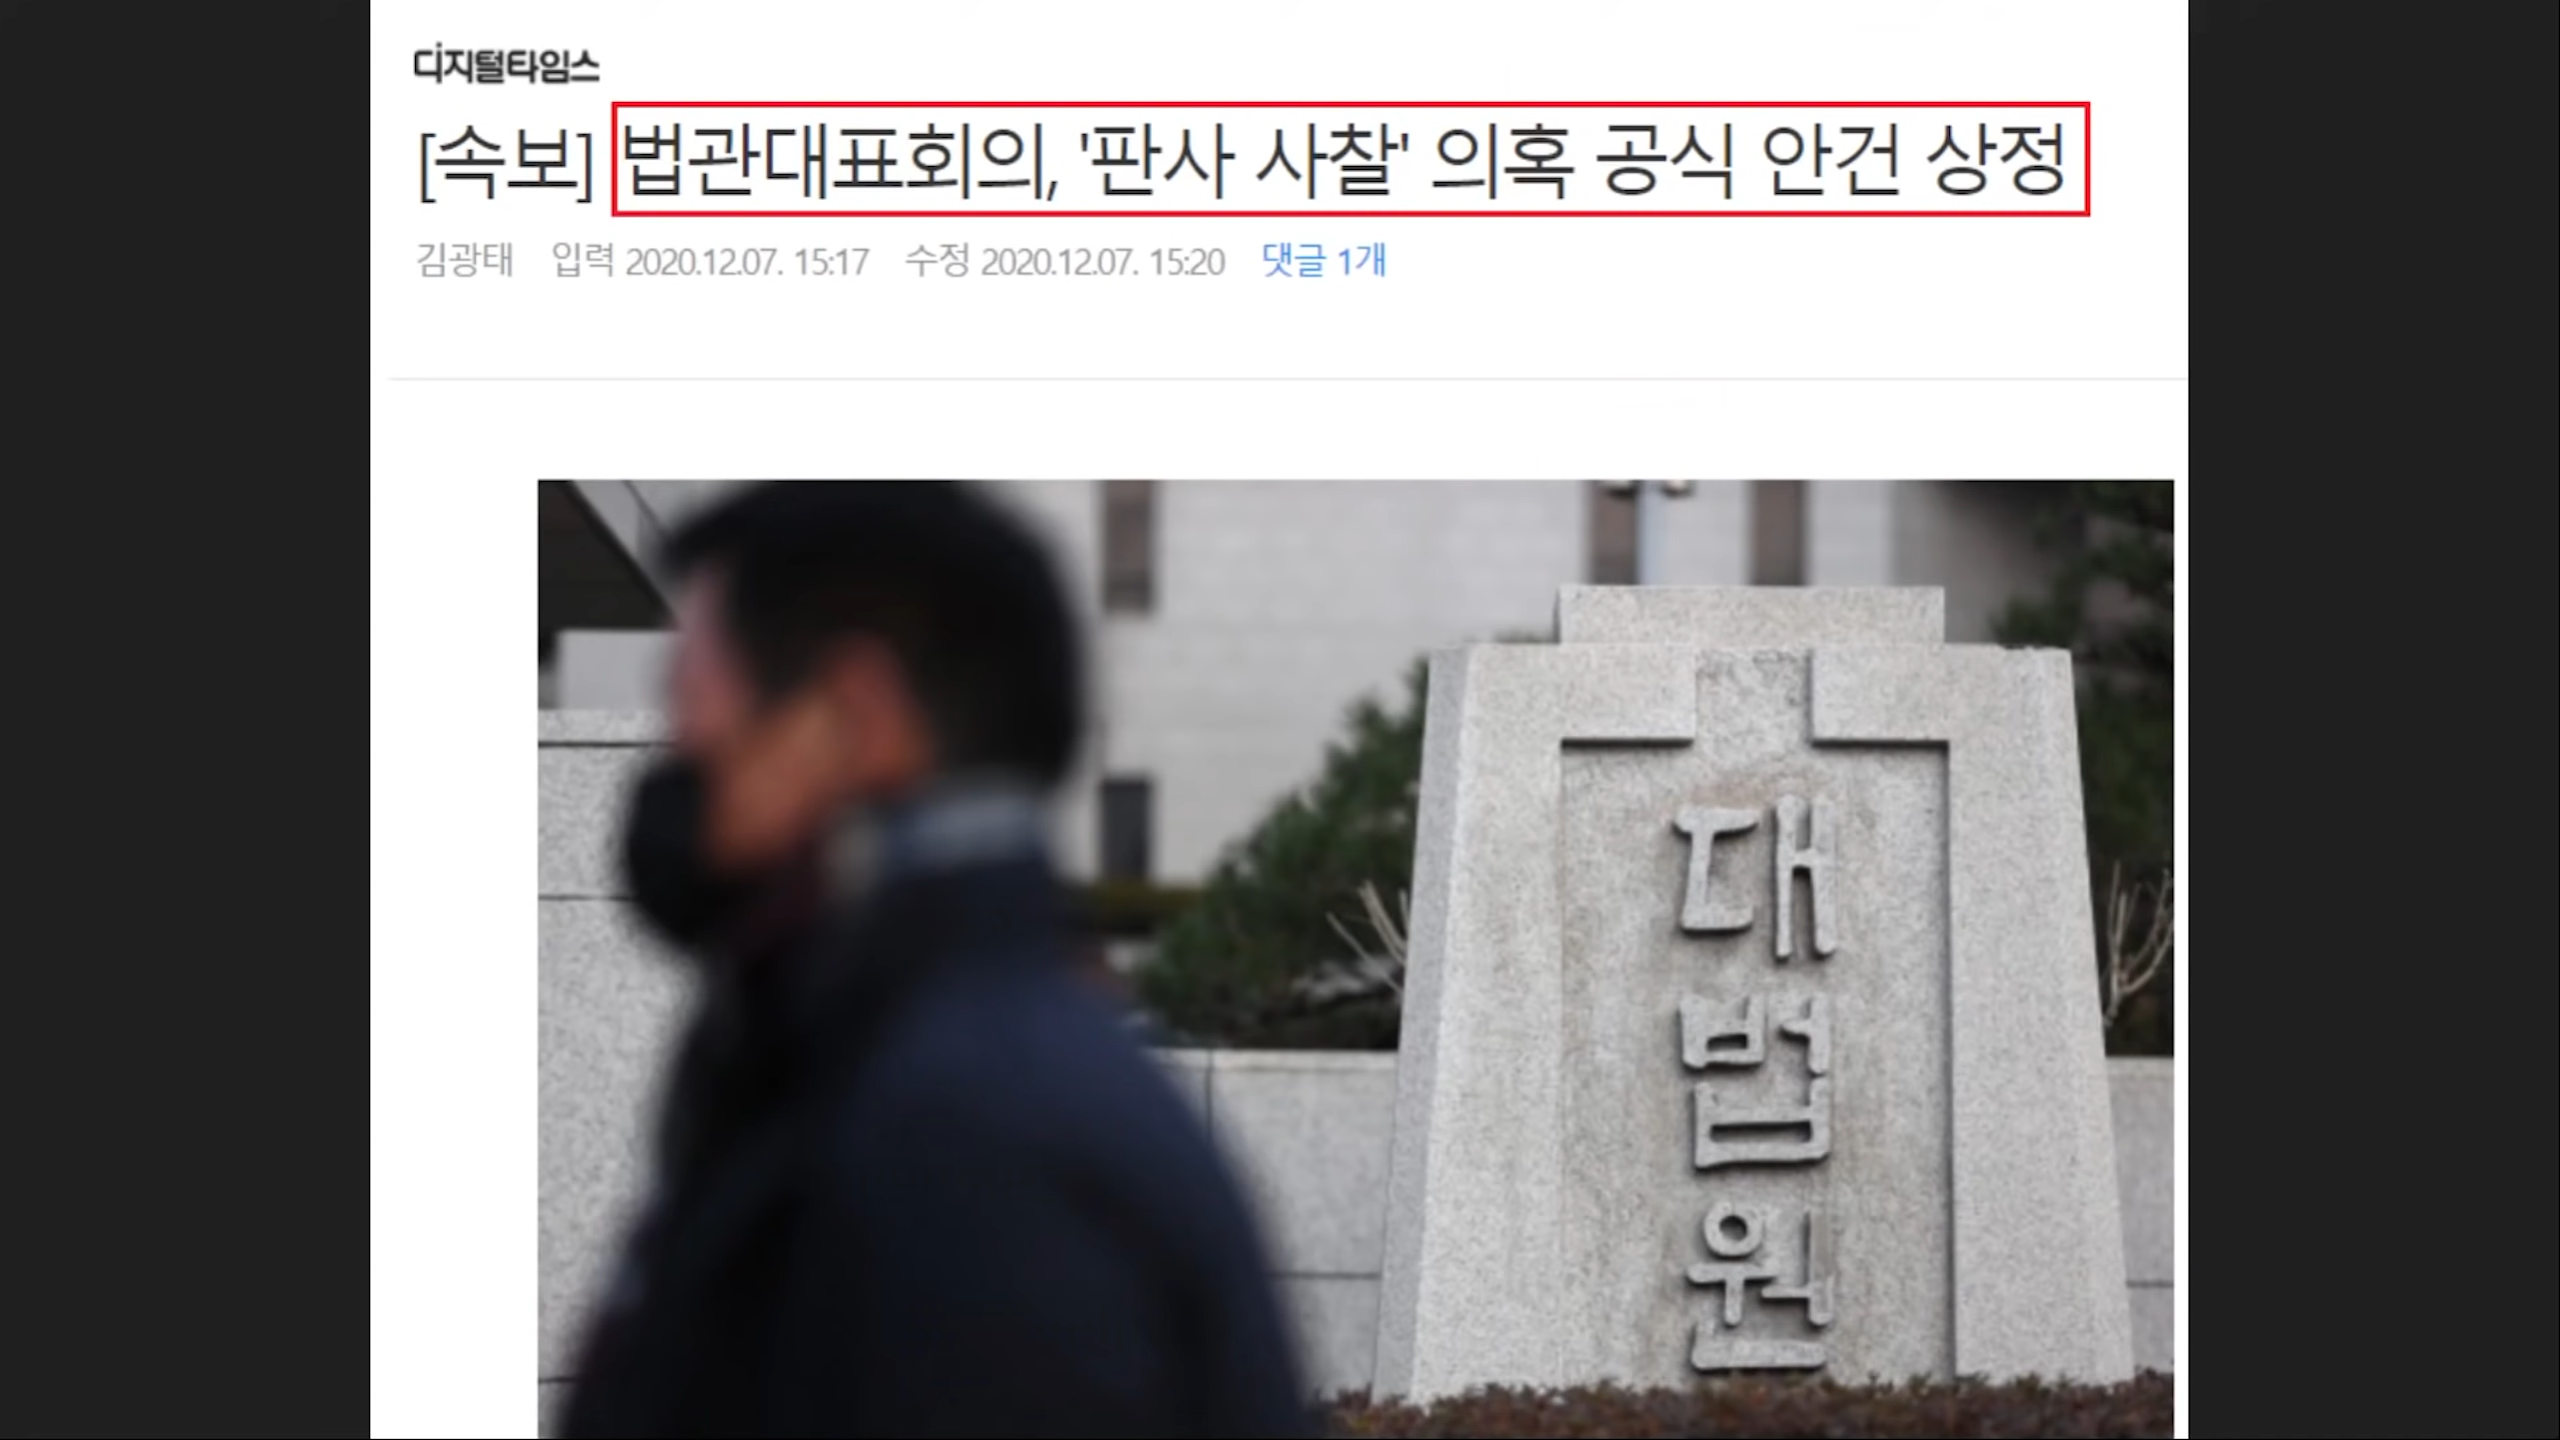 디지털타임스
[속보] 법관대표회의, '판사 사찰' 의혹 공식 안건 상정
김광태 입력 2020.12.07. 15:17 수정 2020.12.07. 15:20 댓글 1개
대
법
원